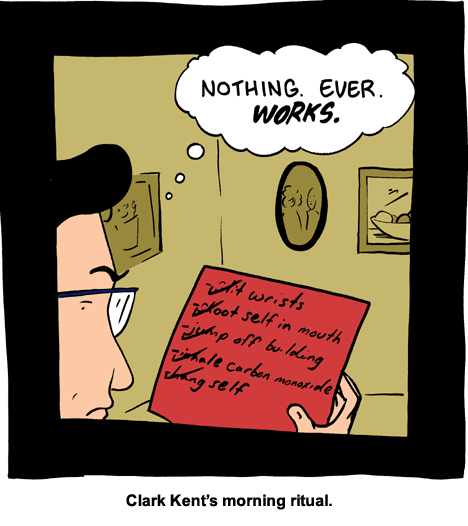 NOTHING. EVER.
WORKS.
-slit wrists
-shoot self in mouth
-jump off building
-inhale carbon monoxide
-hang self
Clark Kent's morning ritual.